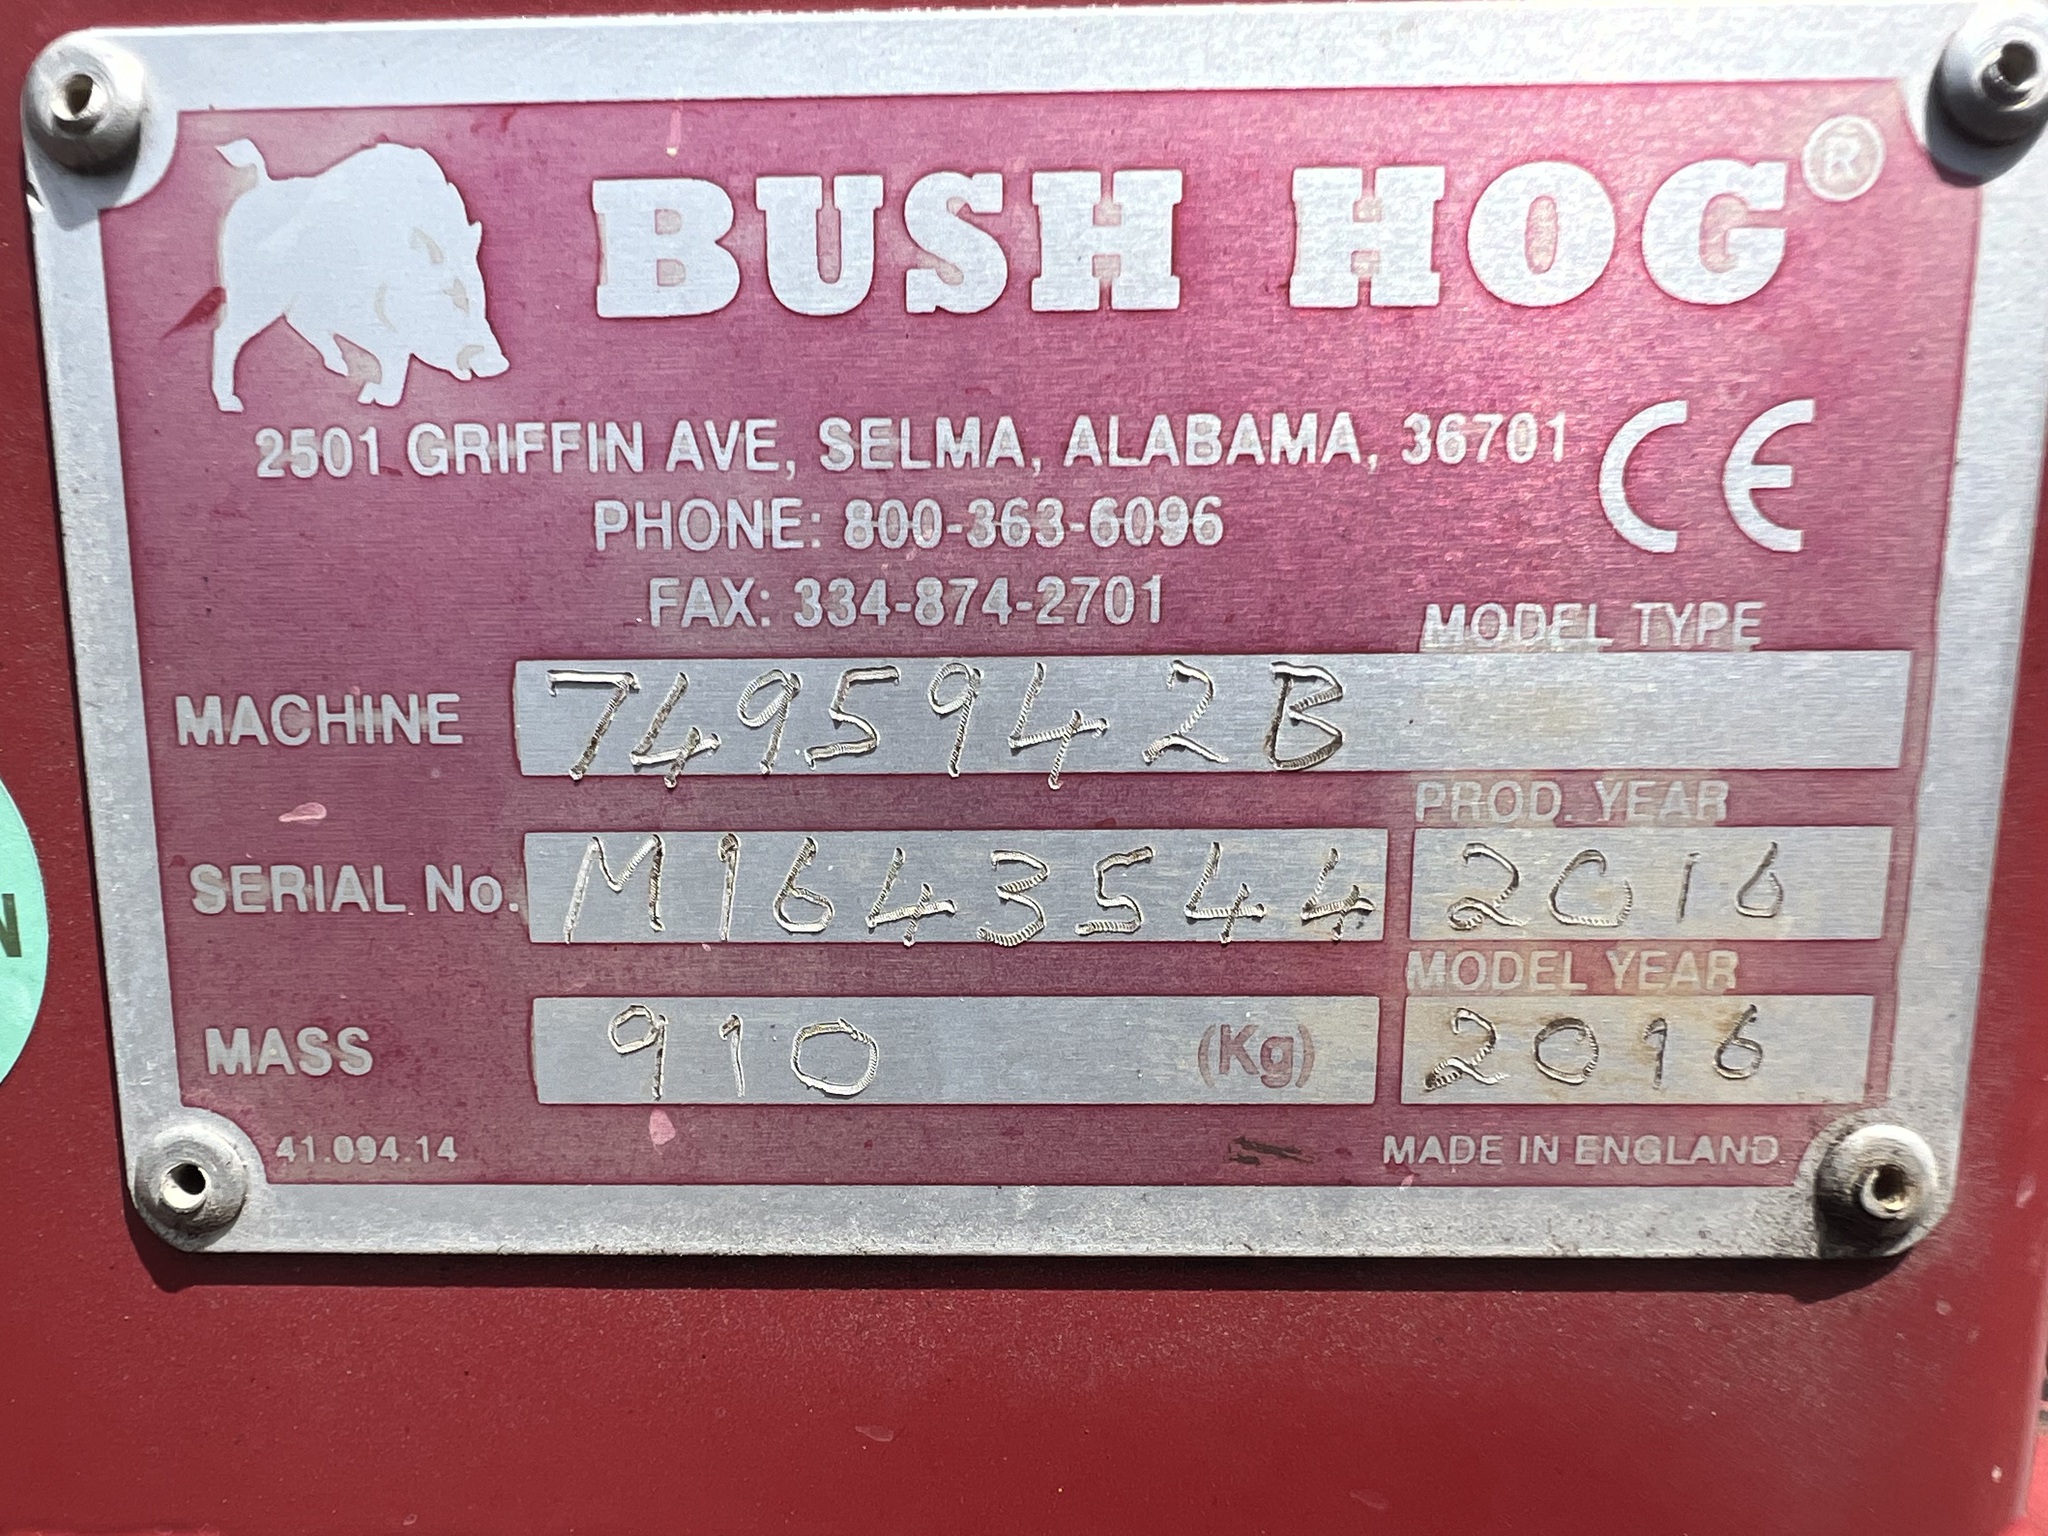 BUSH HOG®
2501 GRIFFIN AVE, SELMA, ALABAMA, 36701 CE
PHONE: 800-363-6096
FAX: 334-874-2701
MODEL TYPE
MACHINE 7495942B
PROD. YEAR
SERIAL No. M1643544 2016
MODEL YEAR
MASS 910 (Kg) 2016
41.094.14 MADE IN ENGLAND
N